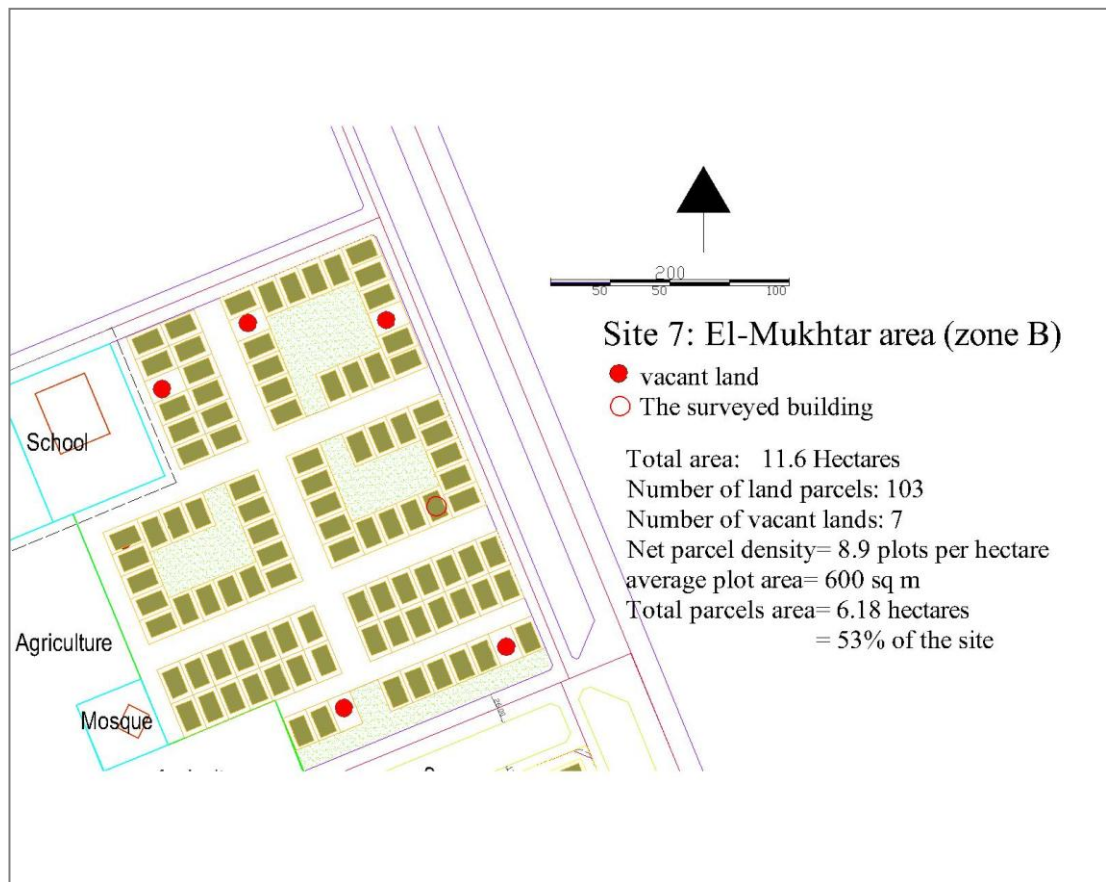 200
50 50 100
Site 7: El-Mukhtar area (zone B)
vacant land
The surveyed building
Total area: 11.6 Hectares
Number of land parcels: 103
Number of vacant lands: 7
Net parcel density= 8.9 plots per hectare
average plot area= 600 sq m
Total parcels area= 6.18 hectares
= 53% of the site
School
Agriculture
Mosque